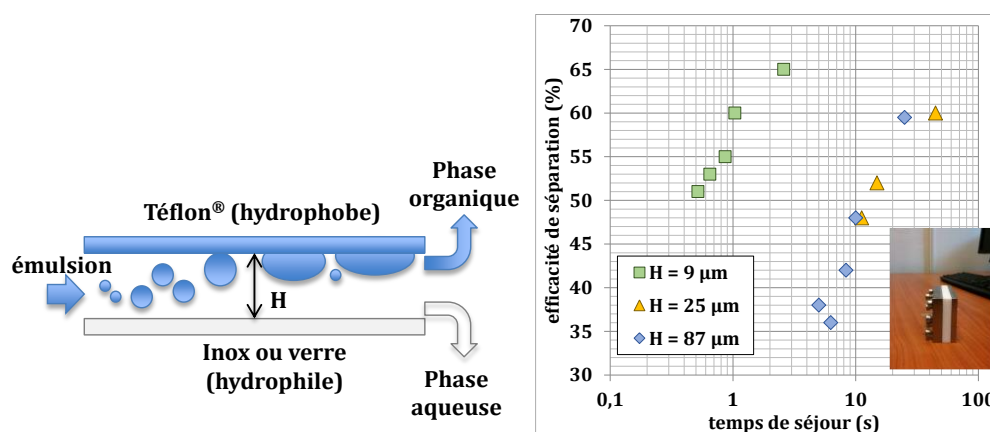 Phase
organique
Téflon® (hydrophobe)
émulsion
H
Inox ou verre
(hydrophile)
Phase
aqueuse
efficacité de séparation (%)
70
65
60
55
50
45
40
35
30
H = 9 µm
H = 25 µm
H = 87 µm
0,1
1
10
100
temps de séjour (s)